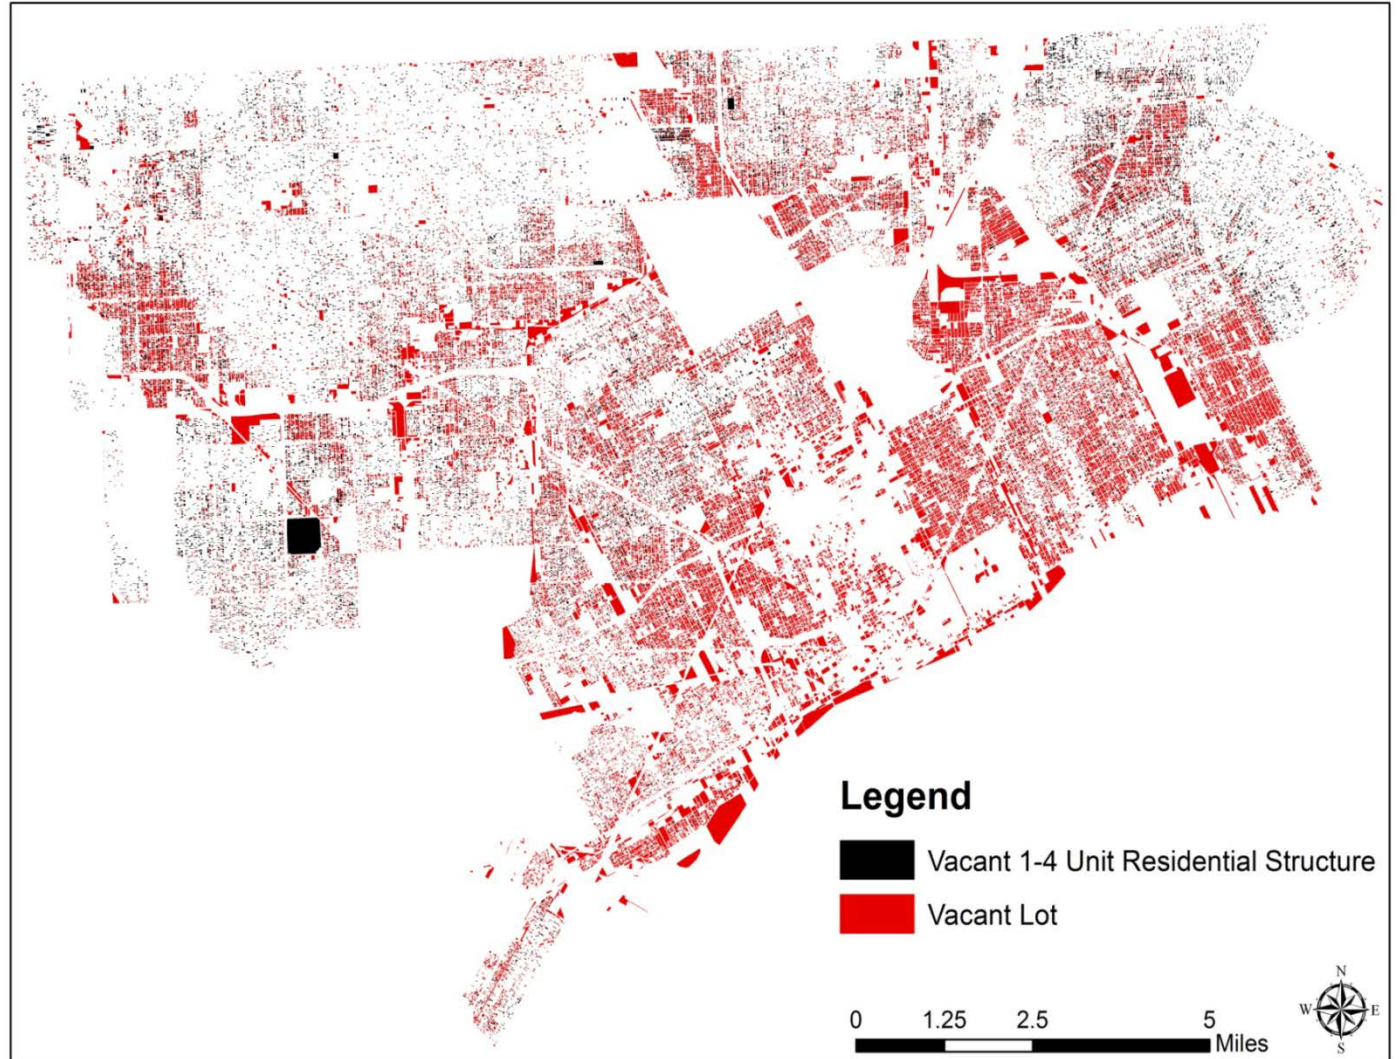 Legend
Vacant 1-4 Unit Residential Structure
Vacant Lot
N
W E
S
0 1.25 2.5 5
Miles